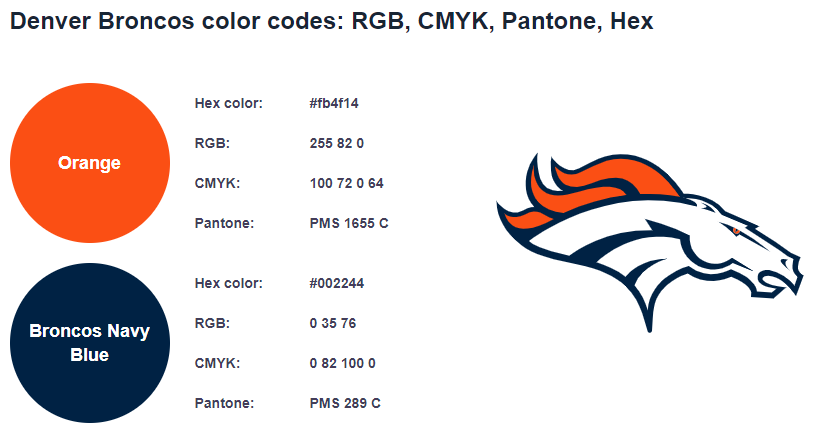 Denver Broncos color codes: RGB, CMYK, Pantone, Hex
Orange
Hex color: #fb4f14
RGB: 255 82 0
CMYK: 100 72 0 64
Pantone: PMS 1655 C
Broncos Navy
Blue
Hex color: #002244
RGB: 0 35 76
CMYK: 0 82 100 0
Pantone: PMS 289 C